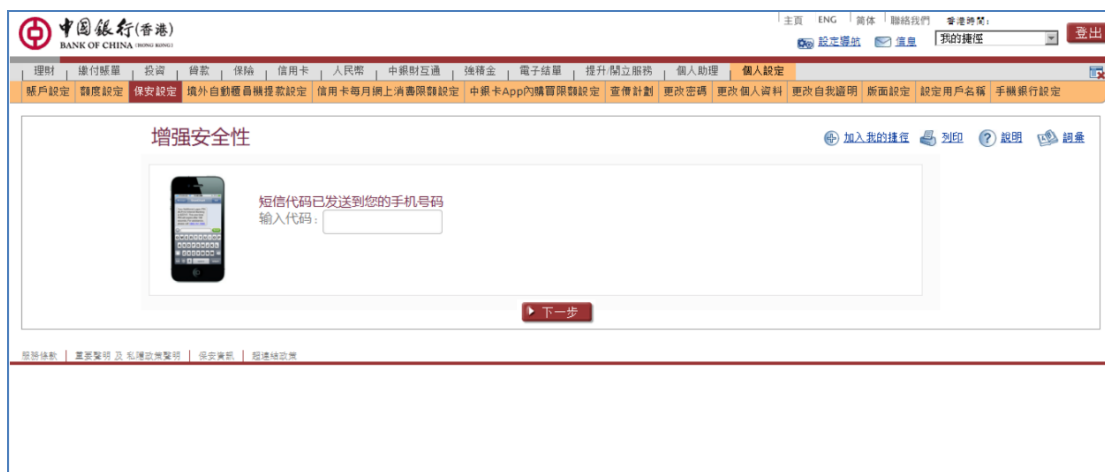 主頁 ENG 简体 聯絡我們 香港時間:
中國銀行(香港)
BANK OF CHINA (HONG KONG)
設定導航 信息 我的捷徑 登出
理財 繳付賬單 投資 貸款 保險 信用卡 人民幣 中銀財互通 強積金 電子結單 提升/開立服務 個人助理 個人設定
賬戶設定 額度設定 保安設定 境外自動櫃員機提款設定 信用卡每月網上消費限額設定 中銀卡App內購買限額設定 宣傳計劃 更改密碼 更改個人資料 更改自我證明 版面設定 設定用戶名稱 手機銀行設定
增强安全性
加入我的捷徑 列印 說明 詞彙
短信代码已发送到您的手机号码
输入代码:
下一步
服務條款 重要聲明 及 私隱政策聲明 保安資訊 超連結政策